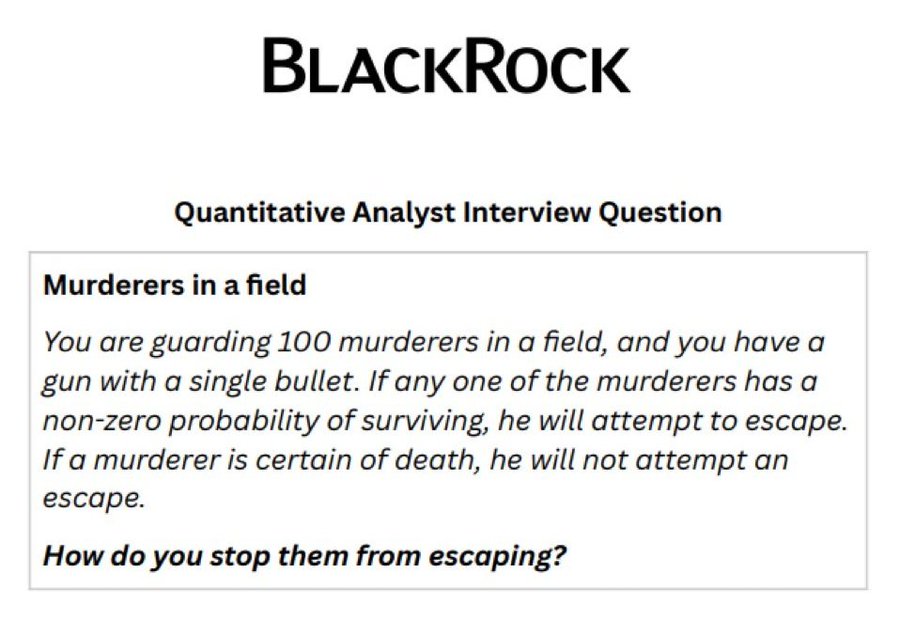 BLACKROCK
Quantitative Analyst Interview Question
Murderers in a field
You are guarding 100 murderers in a field, and you have a
gun with a single bullet. If any one of the murderers has a
non-zero probability of surviving, he will attempt to escape.
If a murderer is certain of death, he will not attempt an
escape.
How do you stop them from escaping?